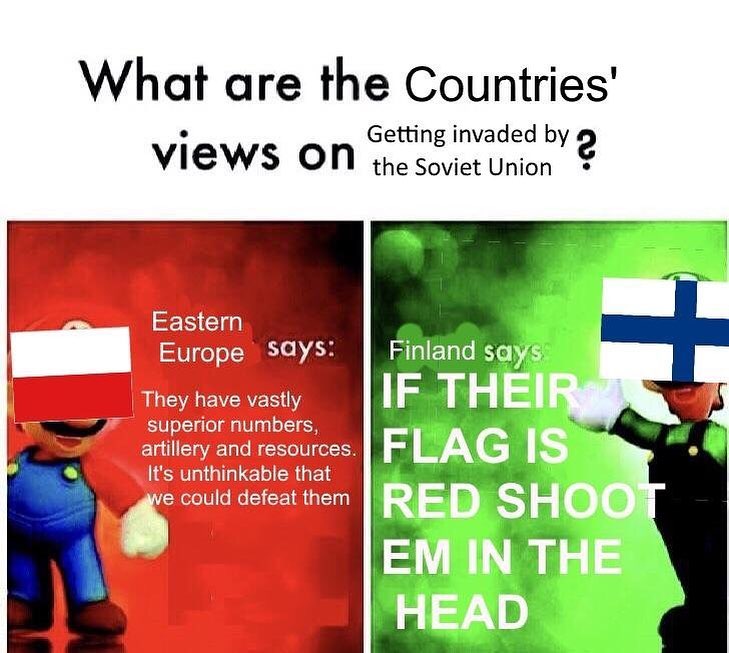 What are the Countries'
views on Getting invaded by
the Soviet Union ?
Eastern
Europe says:
They have vastly
superior numbers,
artillery and resources.
It's unthinkable that
we could defeat them
Finland says:
IF THEIR
FLAG IS
RED SHOOT
EM IN THE
HEAD